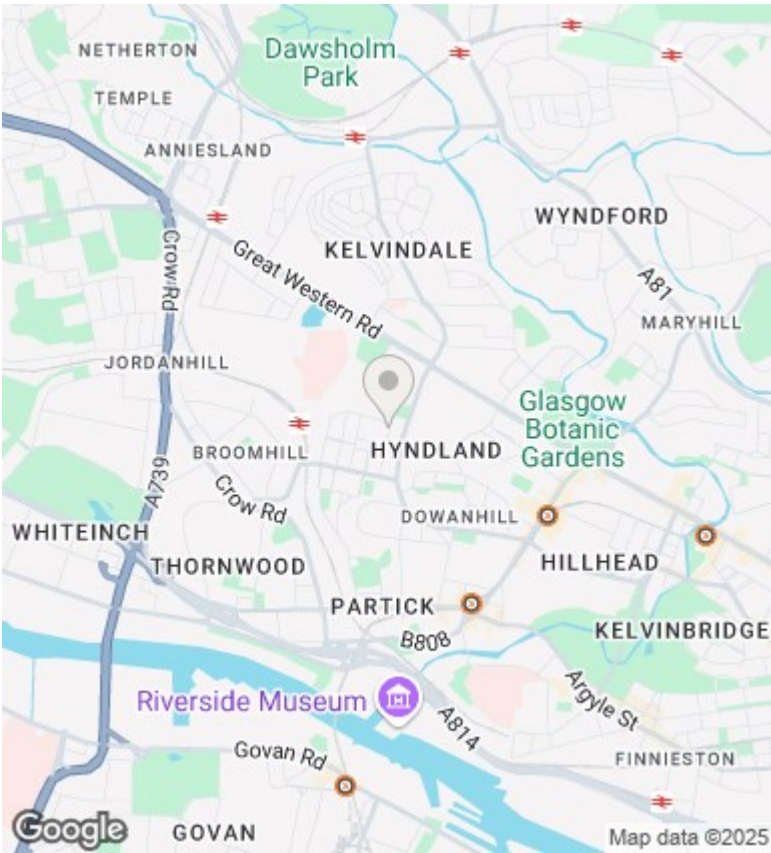 NETHERTON
Dawsholm
Park
TEMPLE
ANNIESLAND
WYNDFORD
KELVINDALE
Crow Rd
Great Western Rd
A81
MARYHILL
JORDANHILL
Glasgow
Botanic
Gardens
HYNDLAND
BROOMHILL
A739
Crow Rd
DOWANHILL
WHITEINCH
THORNWOOD
HILLHEAD
PARTICK
B808
KELVINBRIDGE
Riverside Museum
Argyle St
A814
Govan Rd
FINNIESTON
Google
GOVAN
Map data ©2025